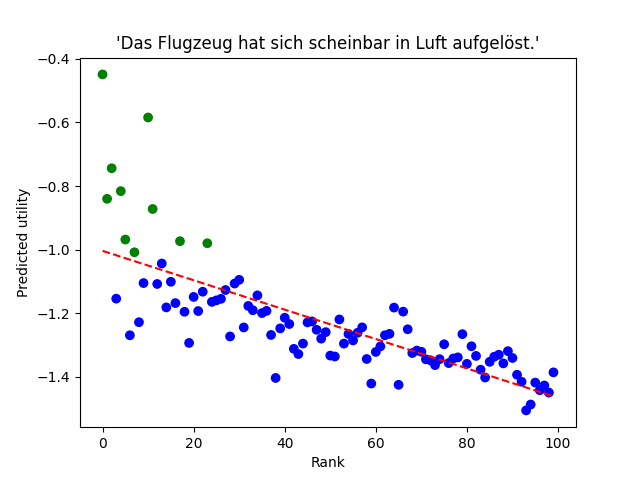 'Das Flugzeug hat sich scheinbar in Luft aufgelöst.'
−0.4
−0.6
−0.8
−1.0
−1.2
−1.4
Predicted utility
0 20 40 60 80 100
Rank